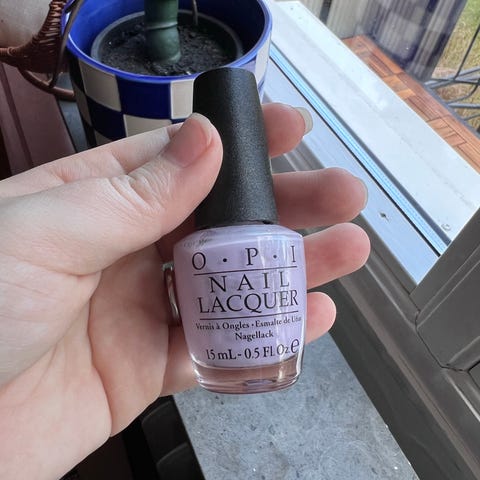 O·P·I
NAIL
LACQUER
Vernis à Ongles · Esmalte de Uñas
Nagellack
15 mL - 0.5 Fl. Oz ℮